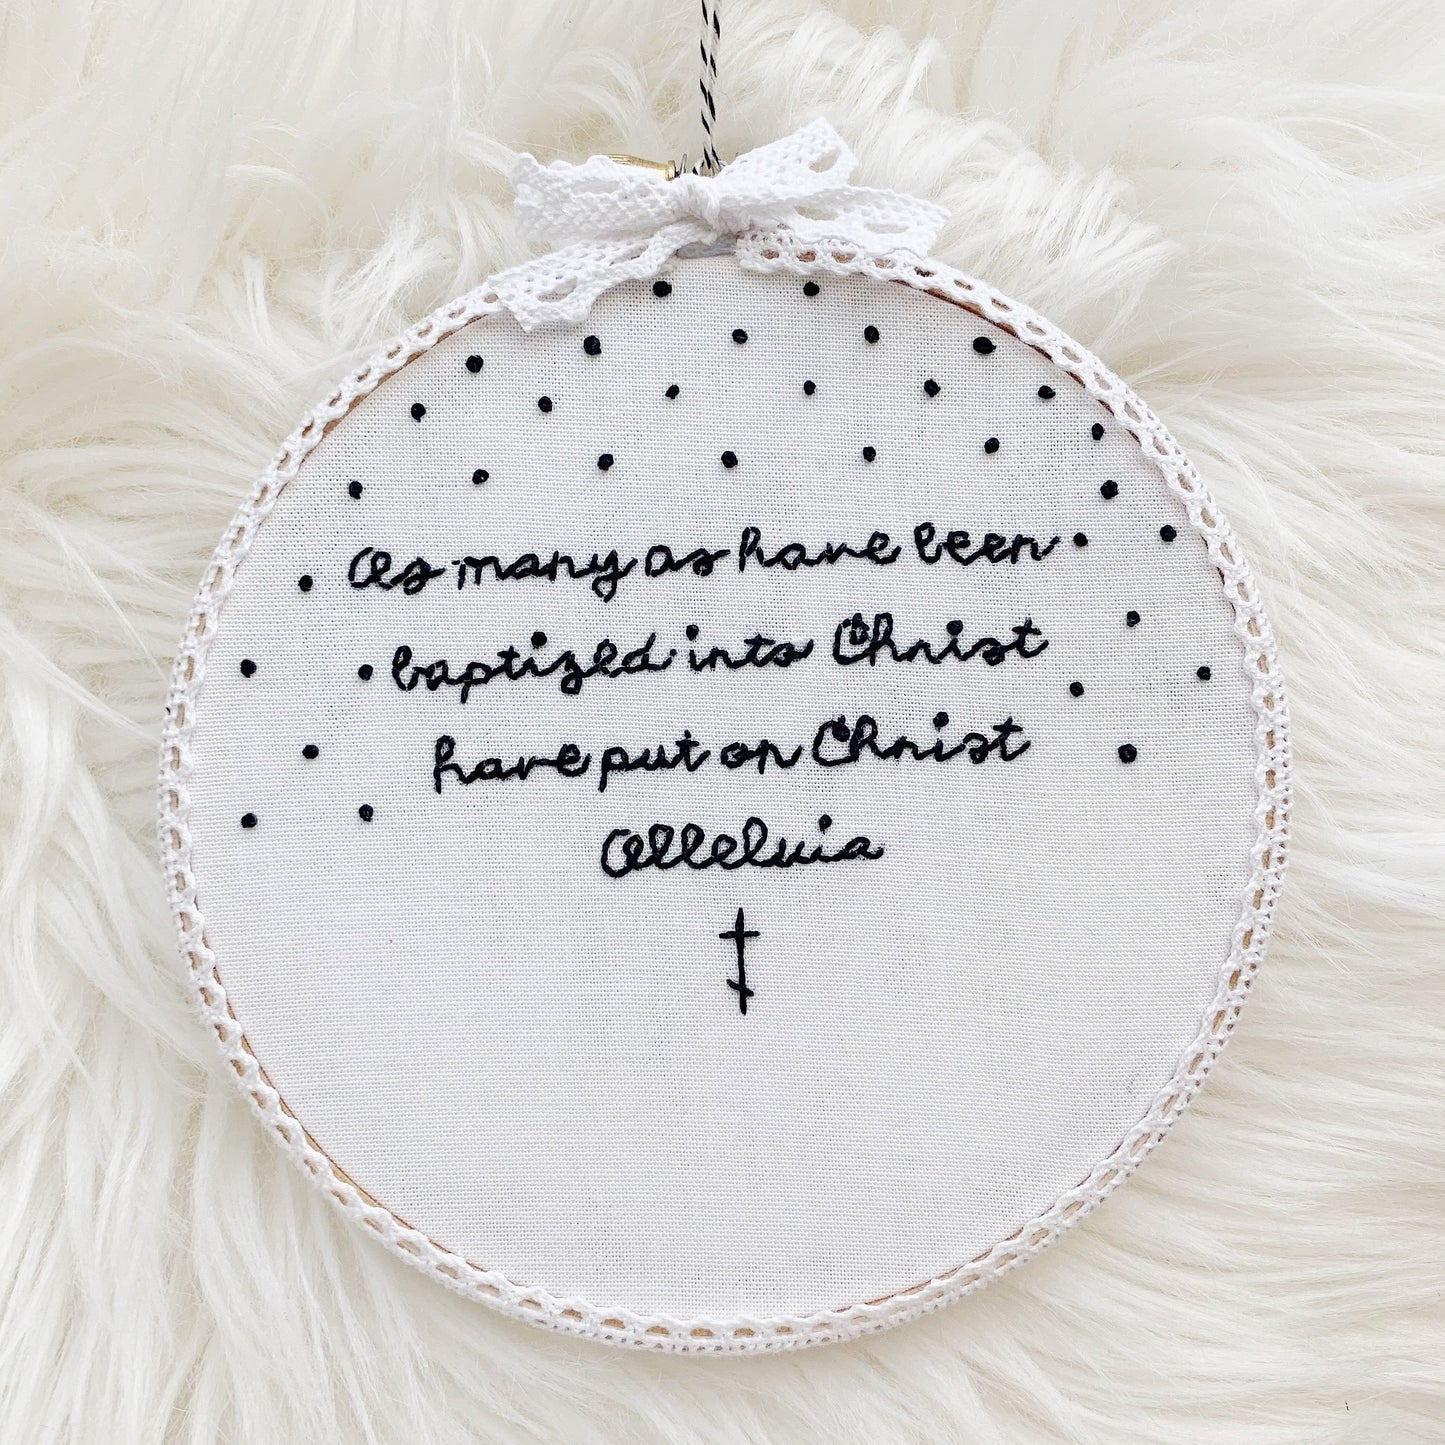 As many as have been
baptized into Christ
have put on Christ
Alleluia